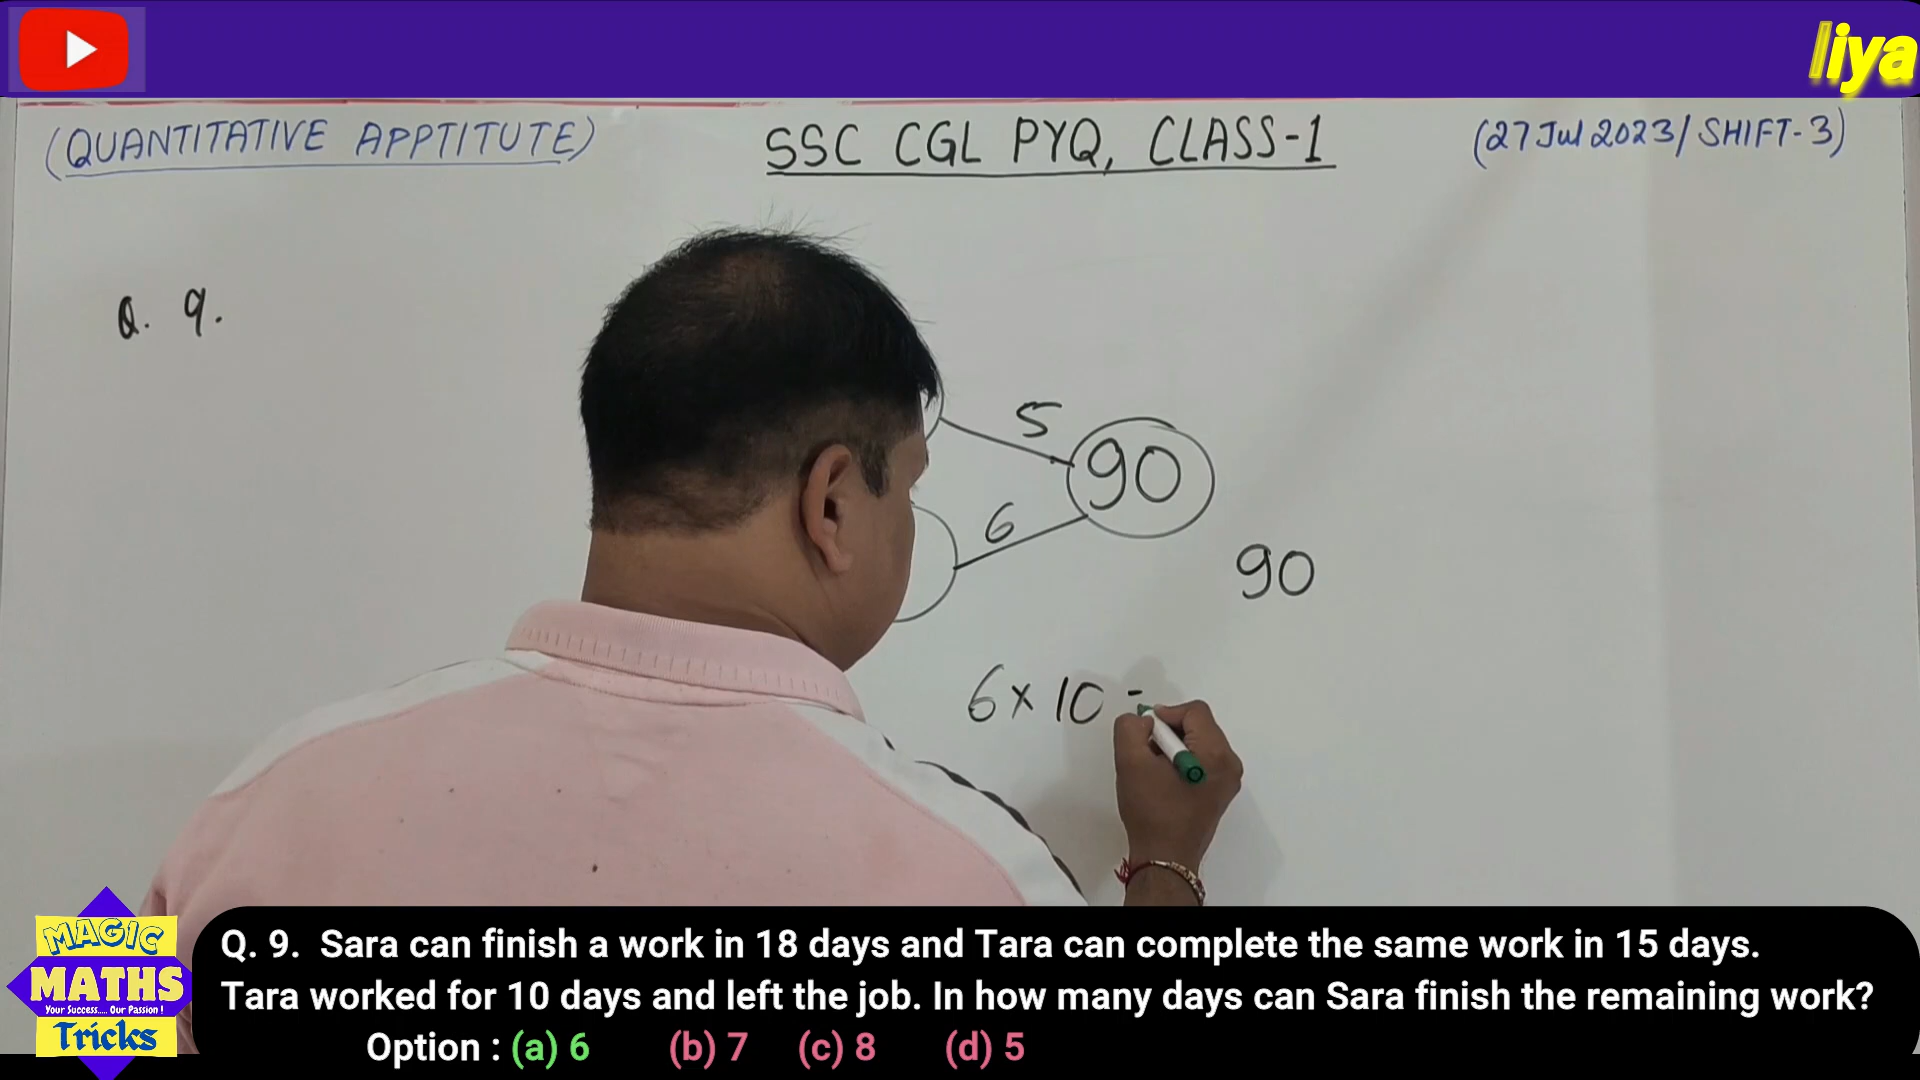 liya
(QUANTITATIVE APPTITUTE)
SSC CGL PYQ, CLASS-1
(27 Jul 2023/ SHIFT-3)
Q. 9.
5
90
6
90
6 × 10 =
MAGIC
MATHS
Your Success..... Our Passion !
Tricks
Q. 9. Sara can finish a work in 18 days and Tara can complete the same work in 15 days.
Tara worked for 10 days and left the job. In how many days can Sara finish the remaining work?
Option : (a) 6 (b) 7 (c) 8 (d) 5